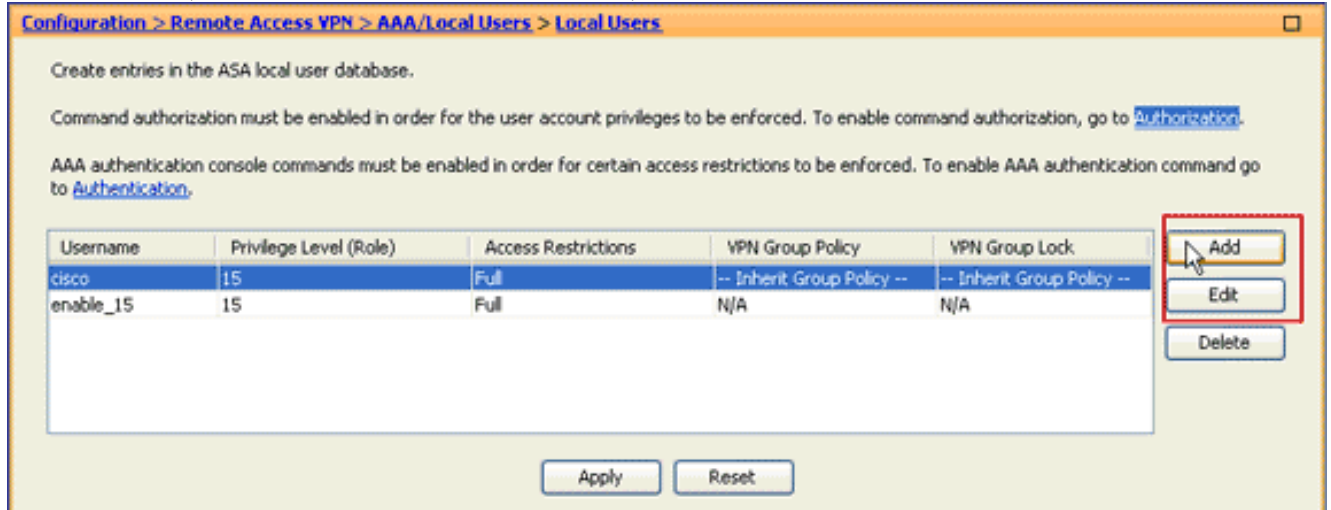 Configuration > Remote Access VPN > AAA/Local Users > Local Users
Create entries in the ASA local user database.
Command authorization must be enabled in order for the user account privileges to be enforced. To enable command authorization, go to Authorization.
AAA authentication console commands must be enabled in order for certain access restrictions to be enforced. To enable AAA authentication command go
to Authentication.
Username Privilege Level (Role) Access Restrictions VPN Group Policy VPN Group Lock Add
cisco 15 Full -- Inherit Group Policy -- -- Inherit Group Policy --
Edit
enable_15 15 Full N/A N/A
Delete
Apply Reset